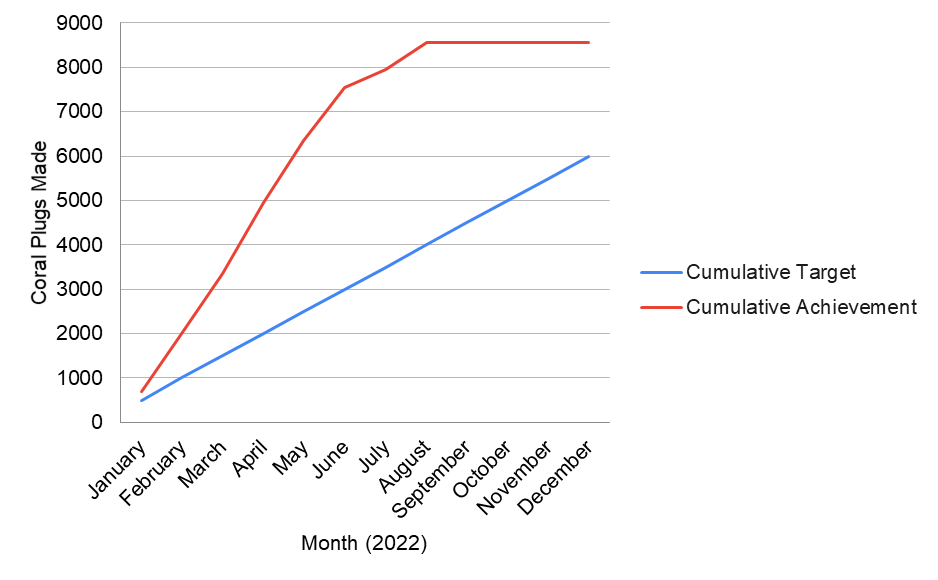 9000
8000
7000
6000
5000
4000
3000
2000
1000
0
Coral Plugs Made
January
February
March
April
May
June
July
August
September
October
November
December
Month (2022)
Cumulative Target
Cumulative Achievement